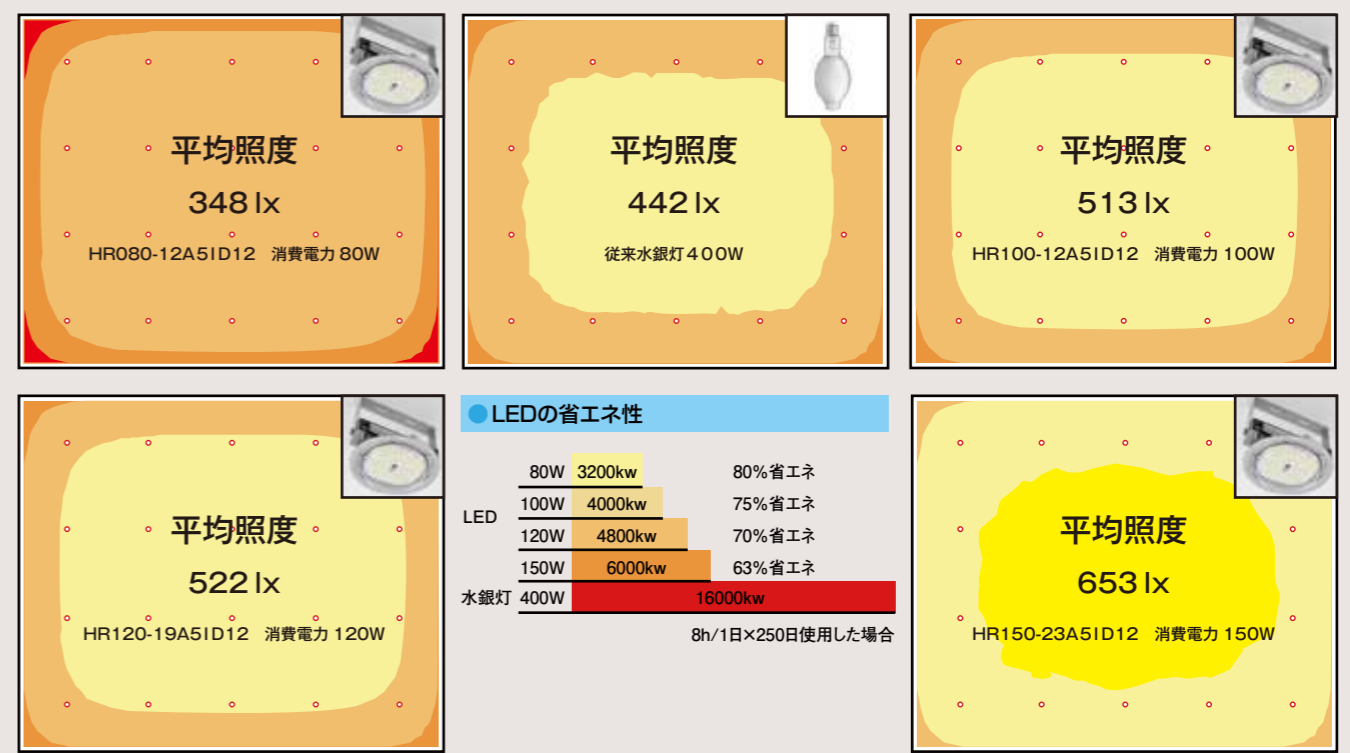 平均照度
348 lx
HR080-12A5ID12 消費電力 80W
平均照度
442 lx
従来水銀灯400W
平均照度
513 lx
HR100-12A5ID12 消費電力 100W
平均照度
522 lx
HR120-19A5ID12 消費電力 120W
●LEDの省エネ性
LED
80W 3200kw 80%省エネ
100W 4000kw 75%省エネ
120W 4800kw 70%省エネ
150W 6000kw 63%省エネ
水銀灯 400W 16000kw
8h/1日×250日使用した場合
平均照度
653 lx
HR150-23A5ID12 消費電力 150W